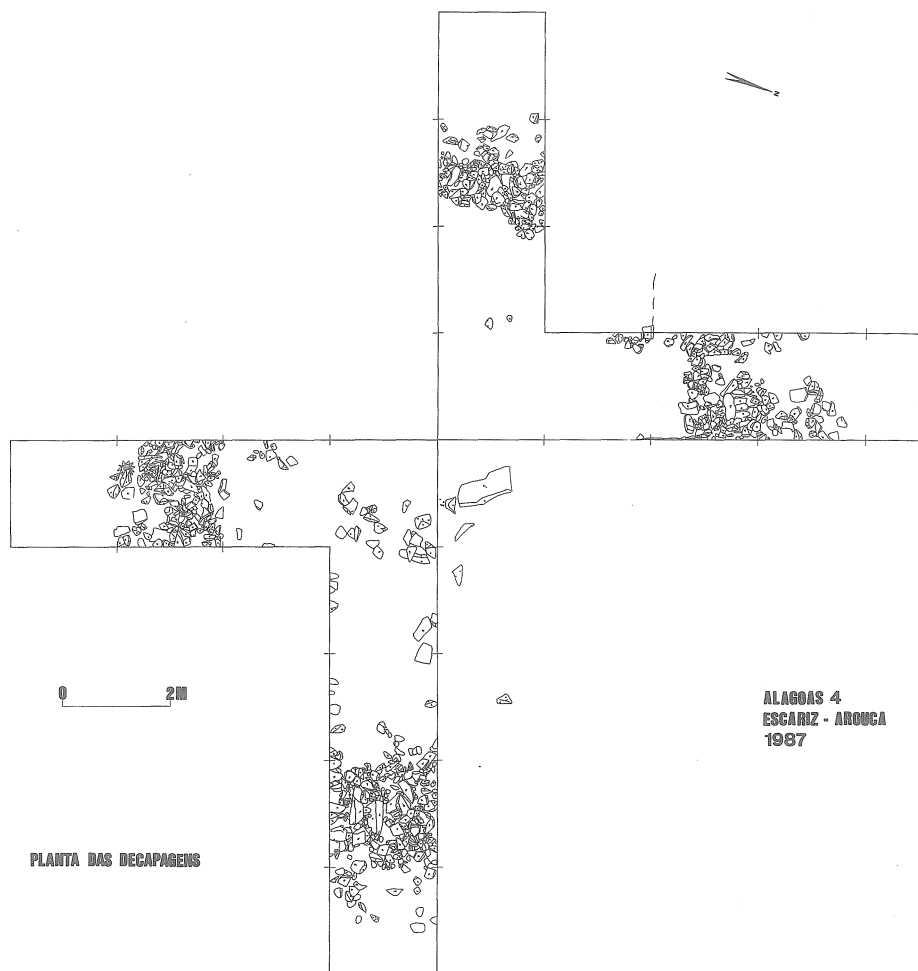 N
0 2M
ALAGOAS 4
ESCARIZ - AROUCA
1987
PLANTA DAS DECAPAGENS